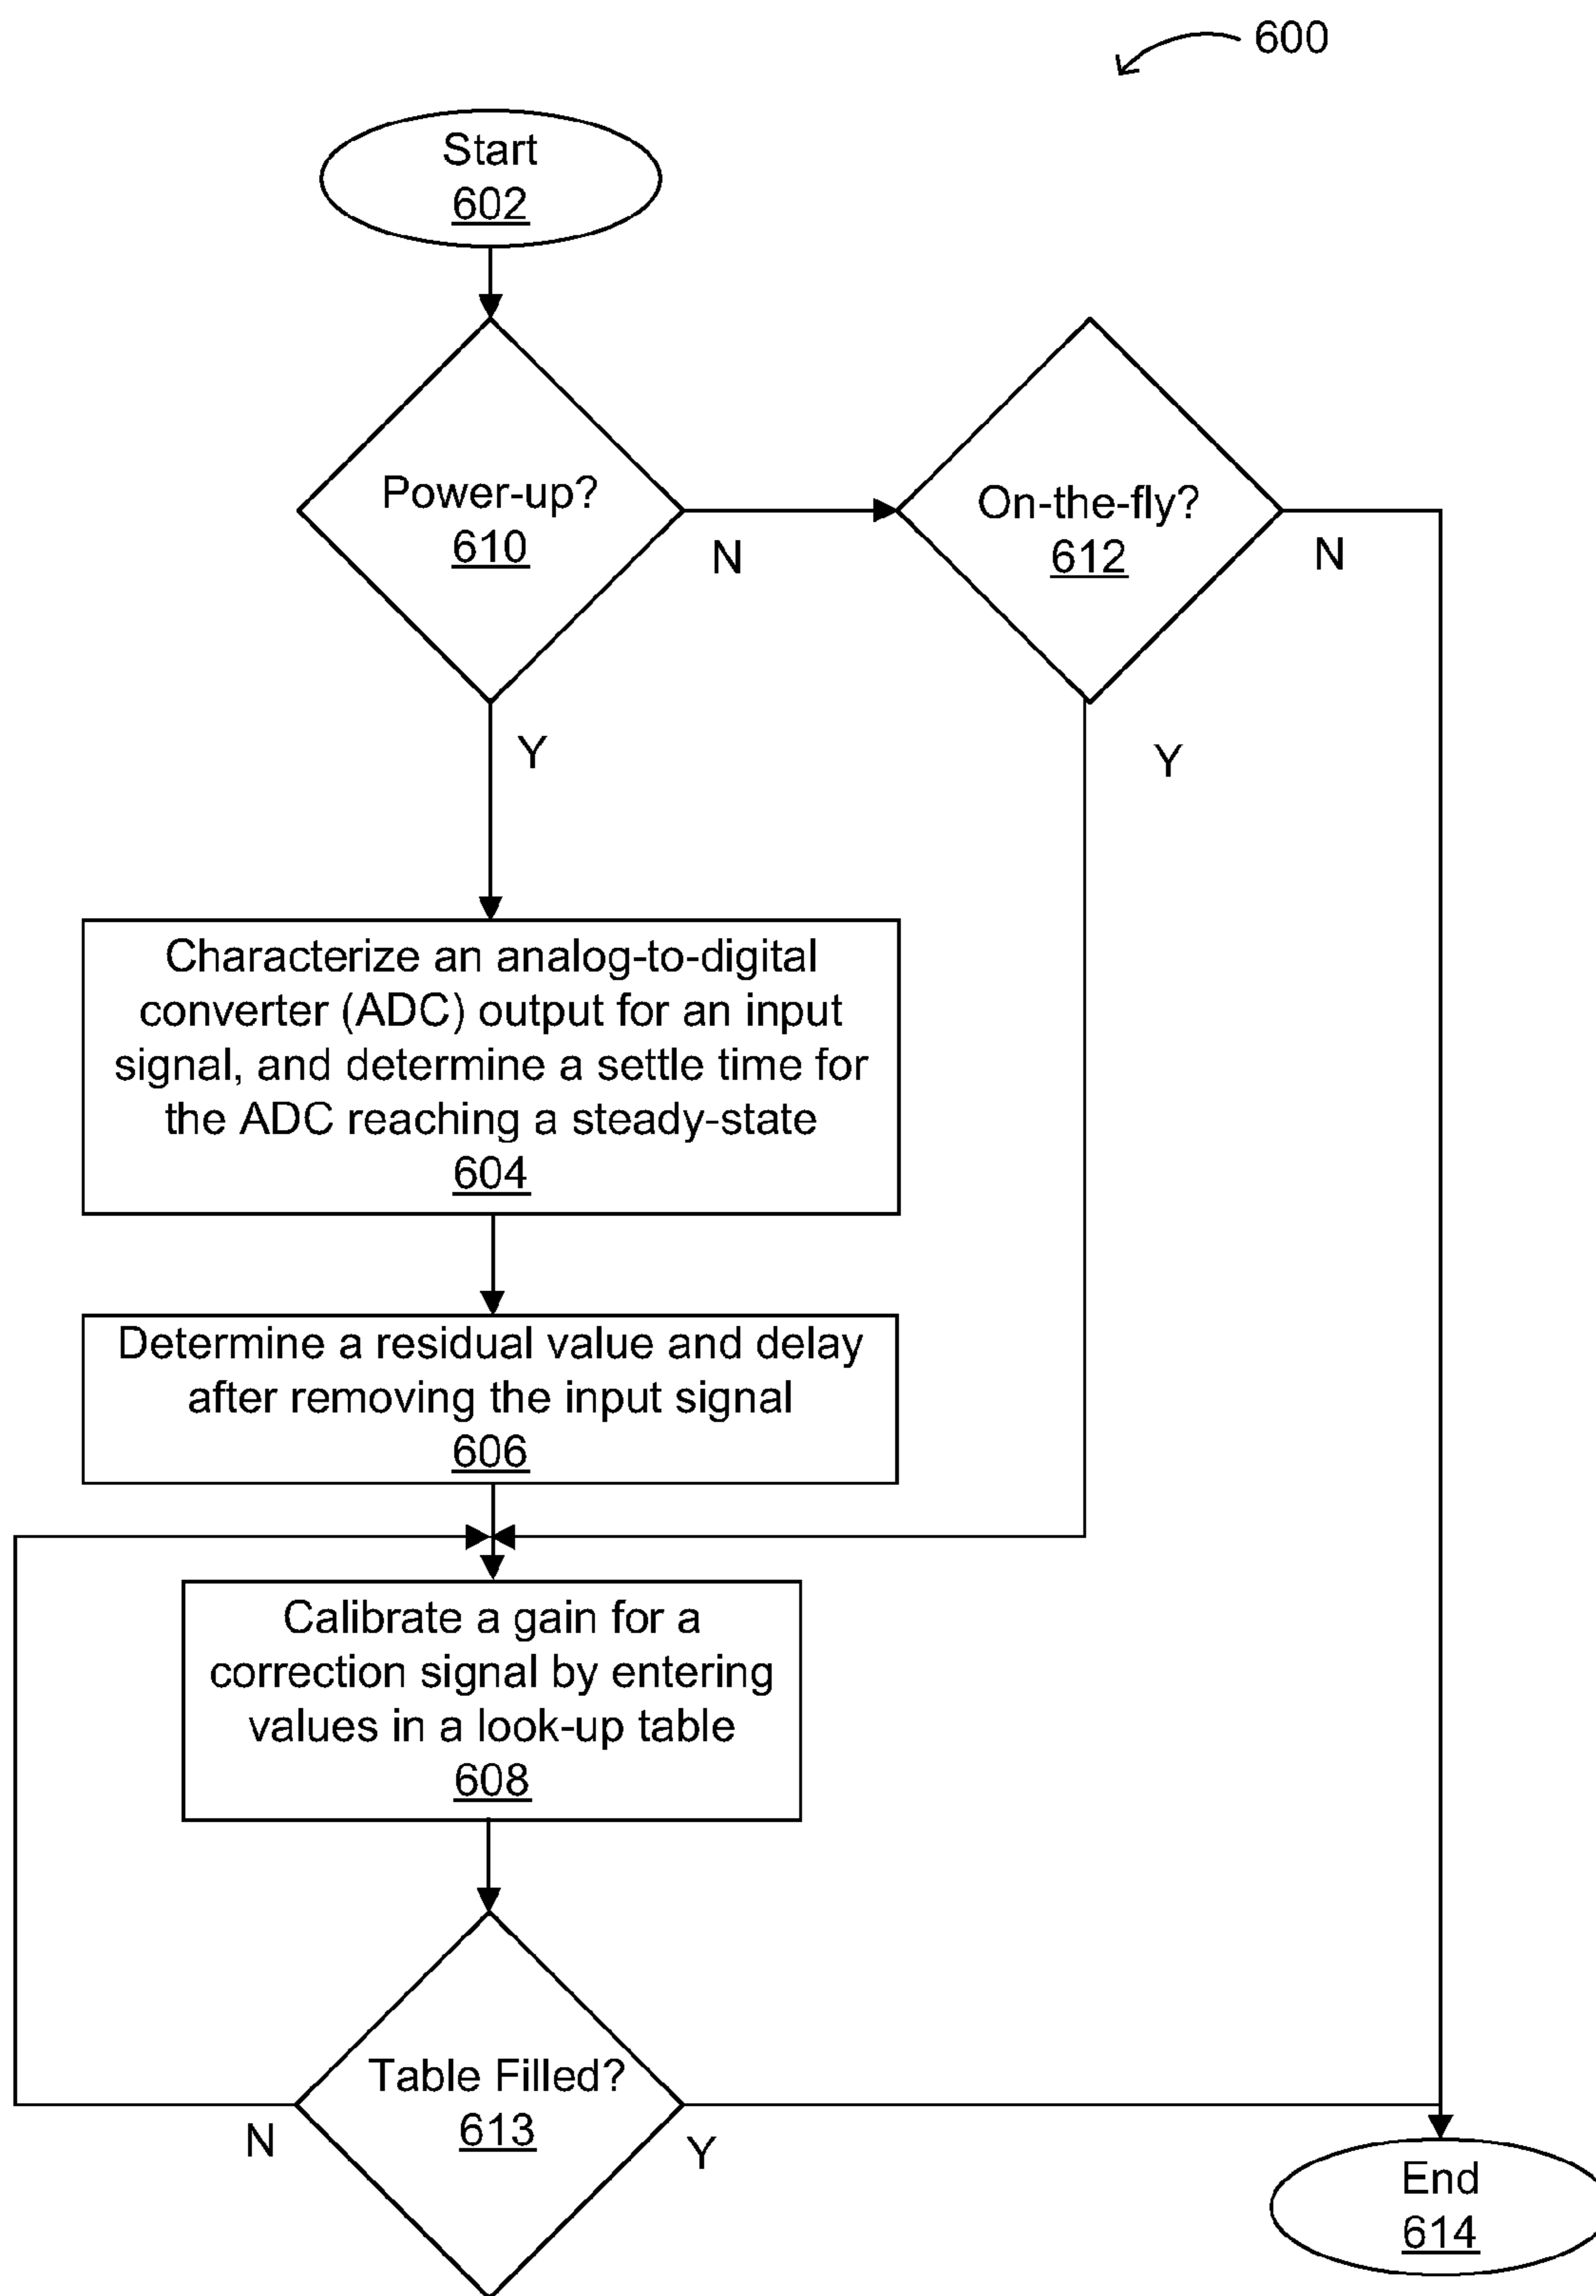 600
Start
602
Power-up?
610
N
On-the-fly?
612
N
Y
Y
Characterize an analog-to-digital
converter (ADC) output for an input
signal, and determine a settle time for
the ADC reaching a steady-state
604
Determine a residual value and delay
after removing the input signal
606
Calibrate a gain for a
correction signal by entering
values in a look-up table
608
Table Filled?
613
N
Y
End
614